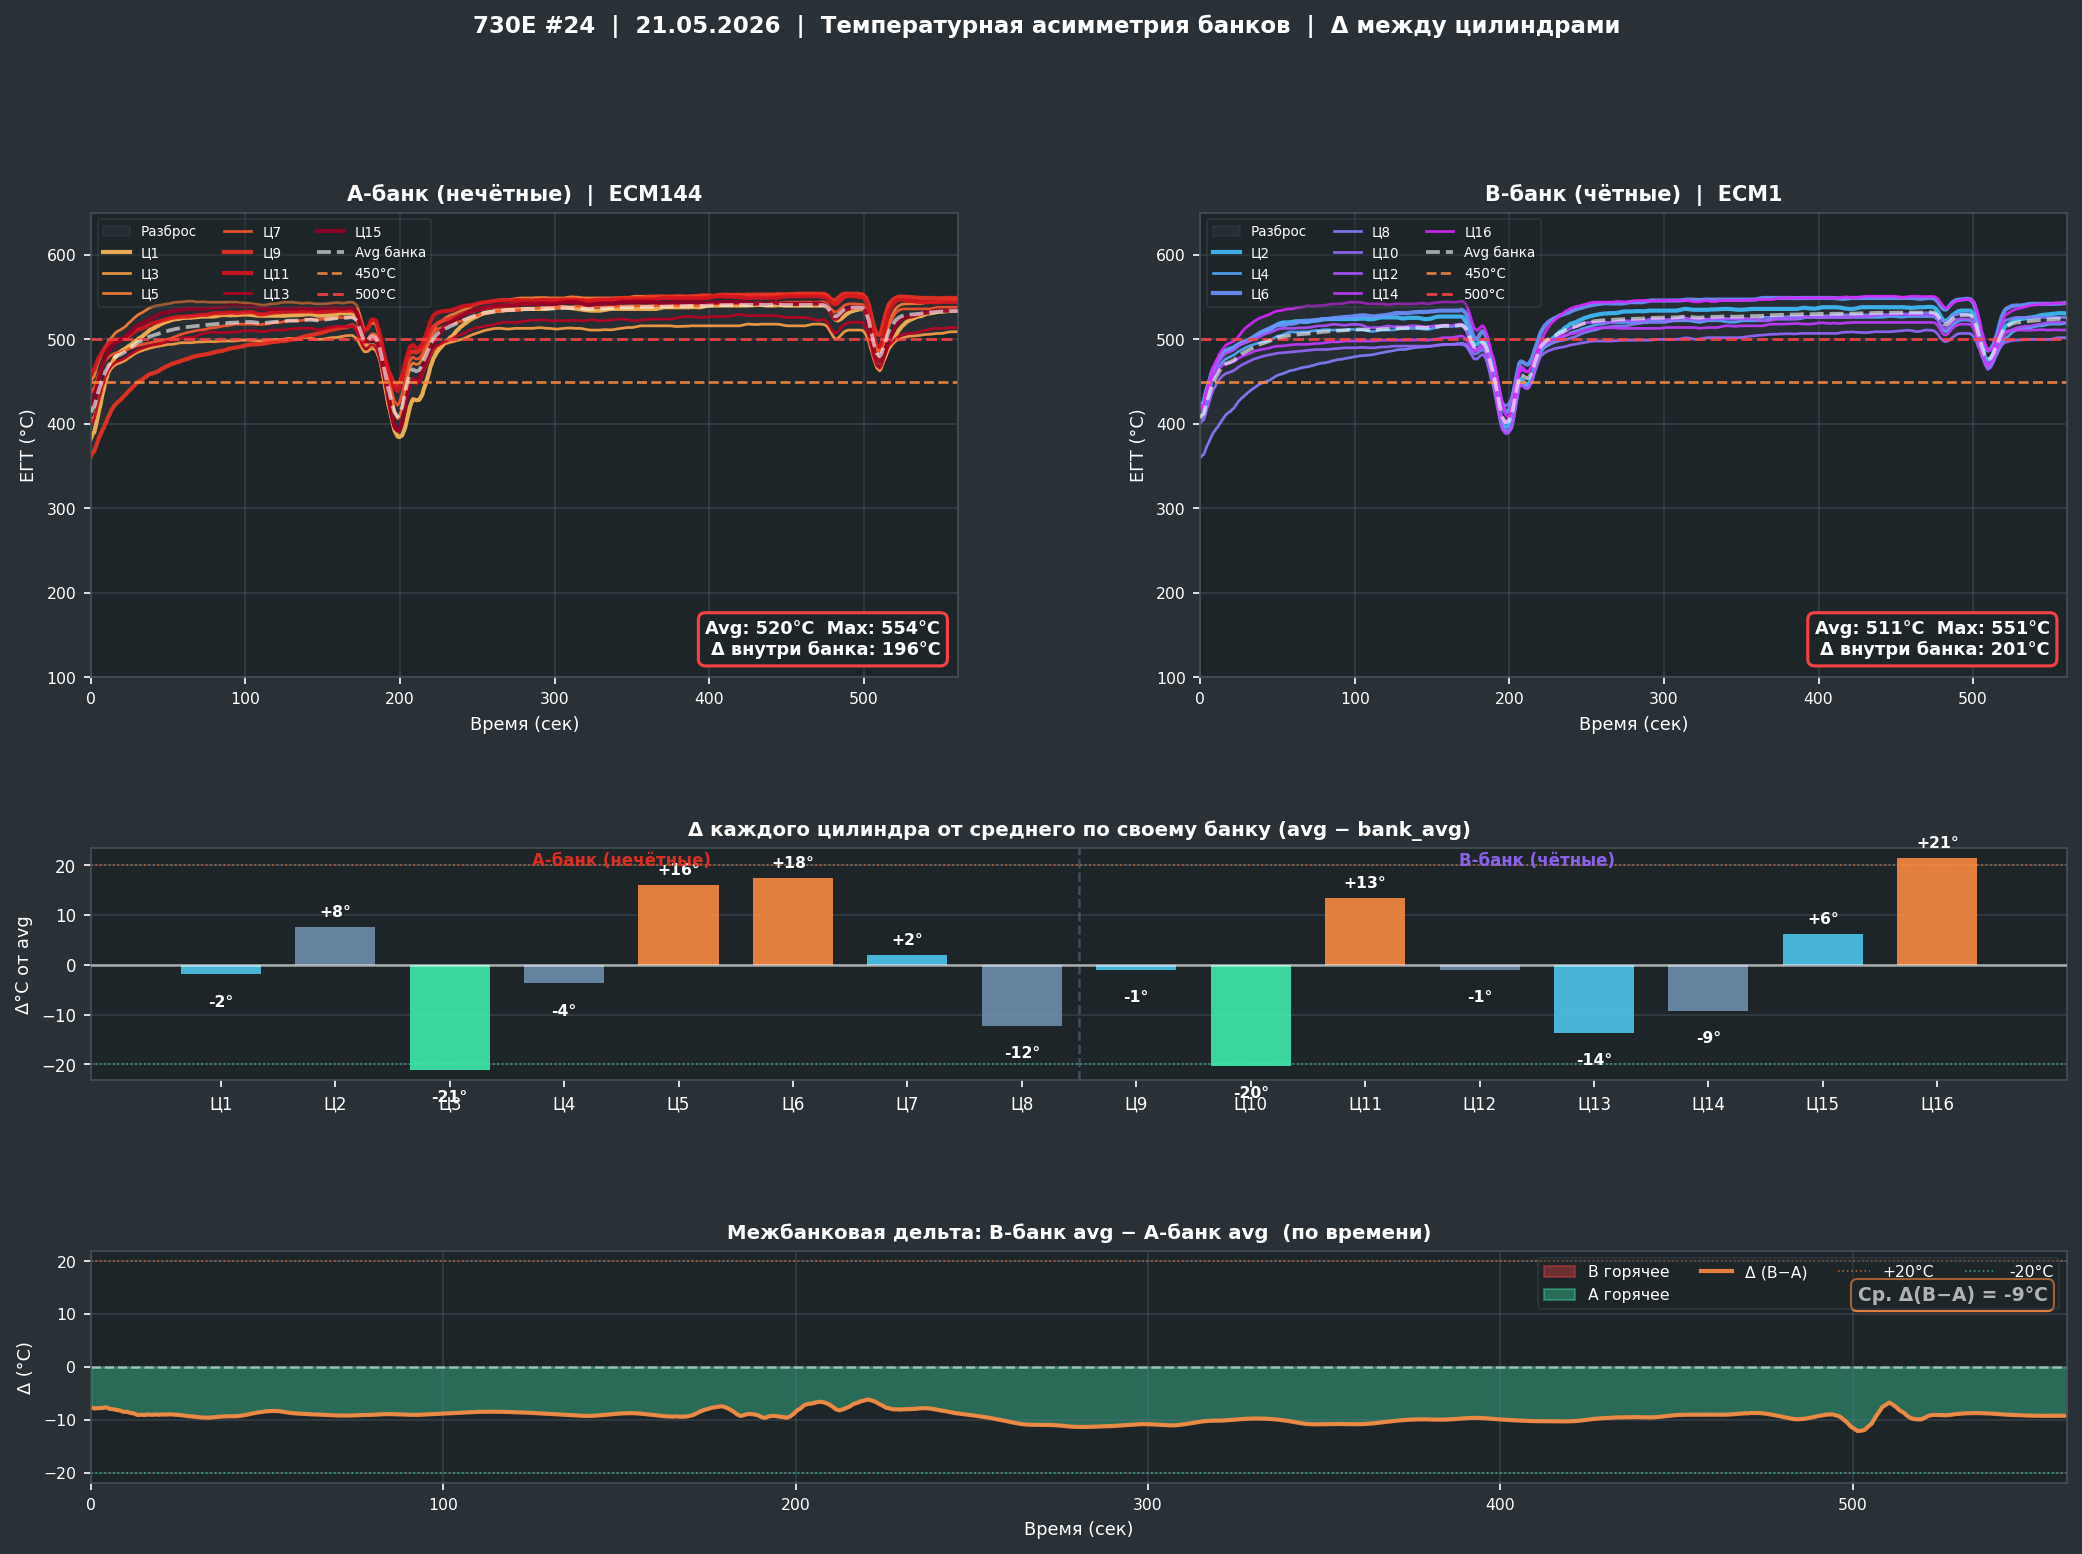 730E #24 | 21.05.2026 | Температурная асимметрия банков | Δ между цилиндрами
А-банк (нечётные) | ECM144
Разброс
Ц1
Ц3
Ц5
Ц7
Ц9
Ц11
Ц13
Ц15
Avg банка
450°C
500°C
600
500
400
300
200
100
ЕГТ (°C)
Avg: 520°C Max: 554°C
Δ внутри банка: 196°C
0 100 200 300 400 500
Время (сек)
В-банк (чётные) | ECM1
Разброс
Ц2
Ц4
Ц6
Ц8
Ц10
Ц12
Ц14
Ц16
Avg банка
450°C
500°C
600
500
400
300
200
100
ЕГТ (°C)
Avg: 511°C Max: 551°C
Δ внутри банка: 201°C
0 100 200 300 400 500
Время (сек)
Δ каждого цилиндра от среднего по своему банку (avg − bank_avg)
А-банк (нечётные)
В-банк (чётные)
20
10
0
−10
−20
Δ°C от avg
-2° +8° -21° -4° +16° +18° +2° -12° -1° -20° +13° -1° -14° -9° +6° +21°
Ц1 Ц2 Ц3 Ц4 Ц5 Ц6 Ц7 Ц8 Ц9 Ц10 Ц11 Ц12 Ц13 Ц14 Ц15 Ц16
Межбанковая дельта: В-банк avg − А-банк avg (по времени)
20
10
0
−10
−20
Δ (°C)
В горячее
А горячее
Δ (В−А)
+20°C
-20°C
Ср. Δ(В−А) = -9°C
0 100 200 300 400 500
Время (сек)